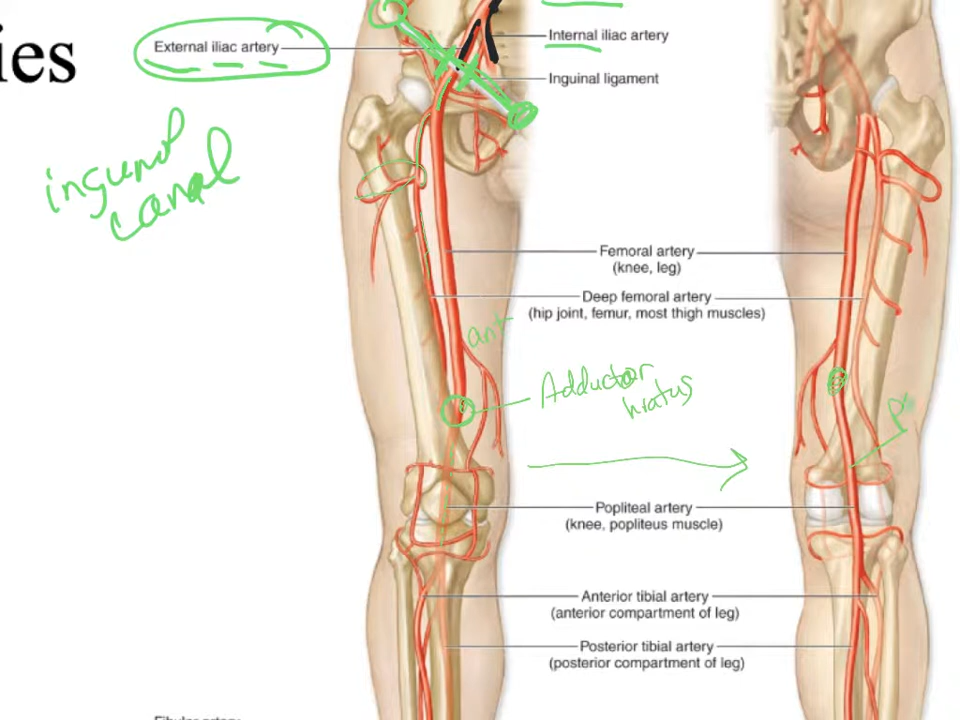 ies
External iliac artery
Internal iliac artery
Inguinal ligament
canal
Femoral artery
(knee, leg)
Deep femoral artery
(hip joint, femur, most thigh muscles)
ant
Adductor
hiatus
Popliteal artery
(knee, popliteus muscle)
Anterior tibial artery
(anterior compartment of leg)
Posterior tibial artery
(posterior compartment of leg)